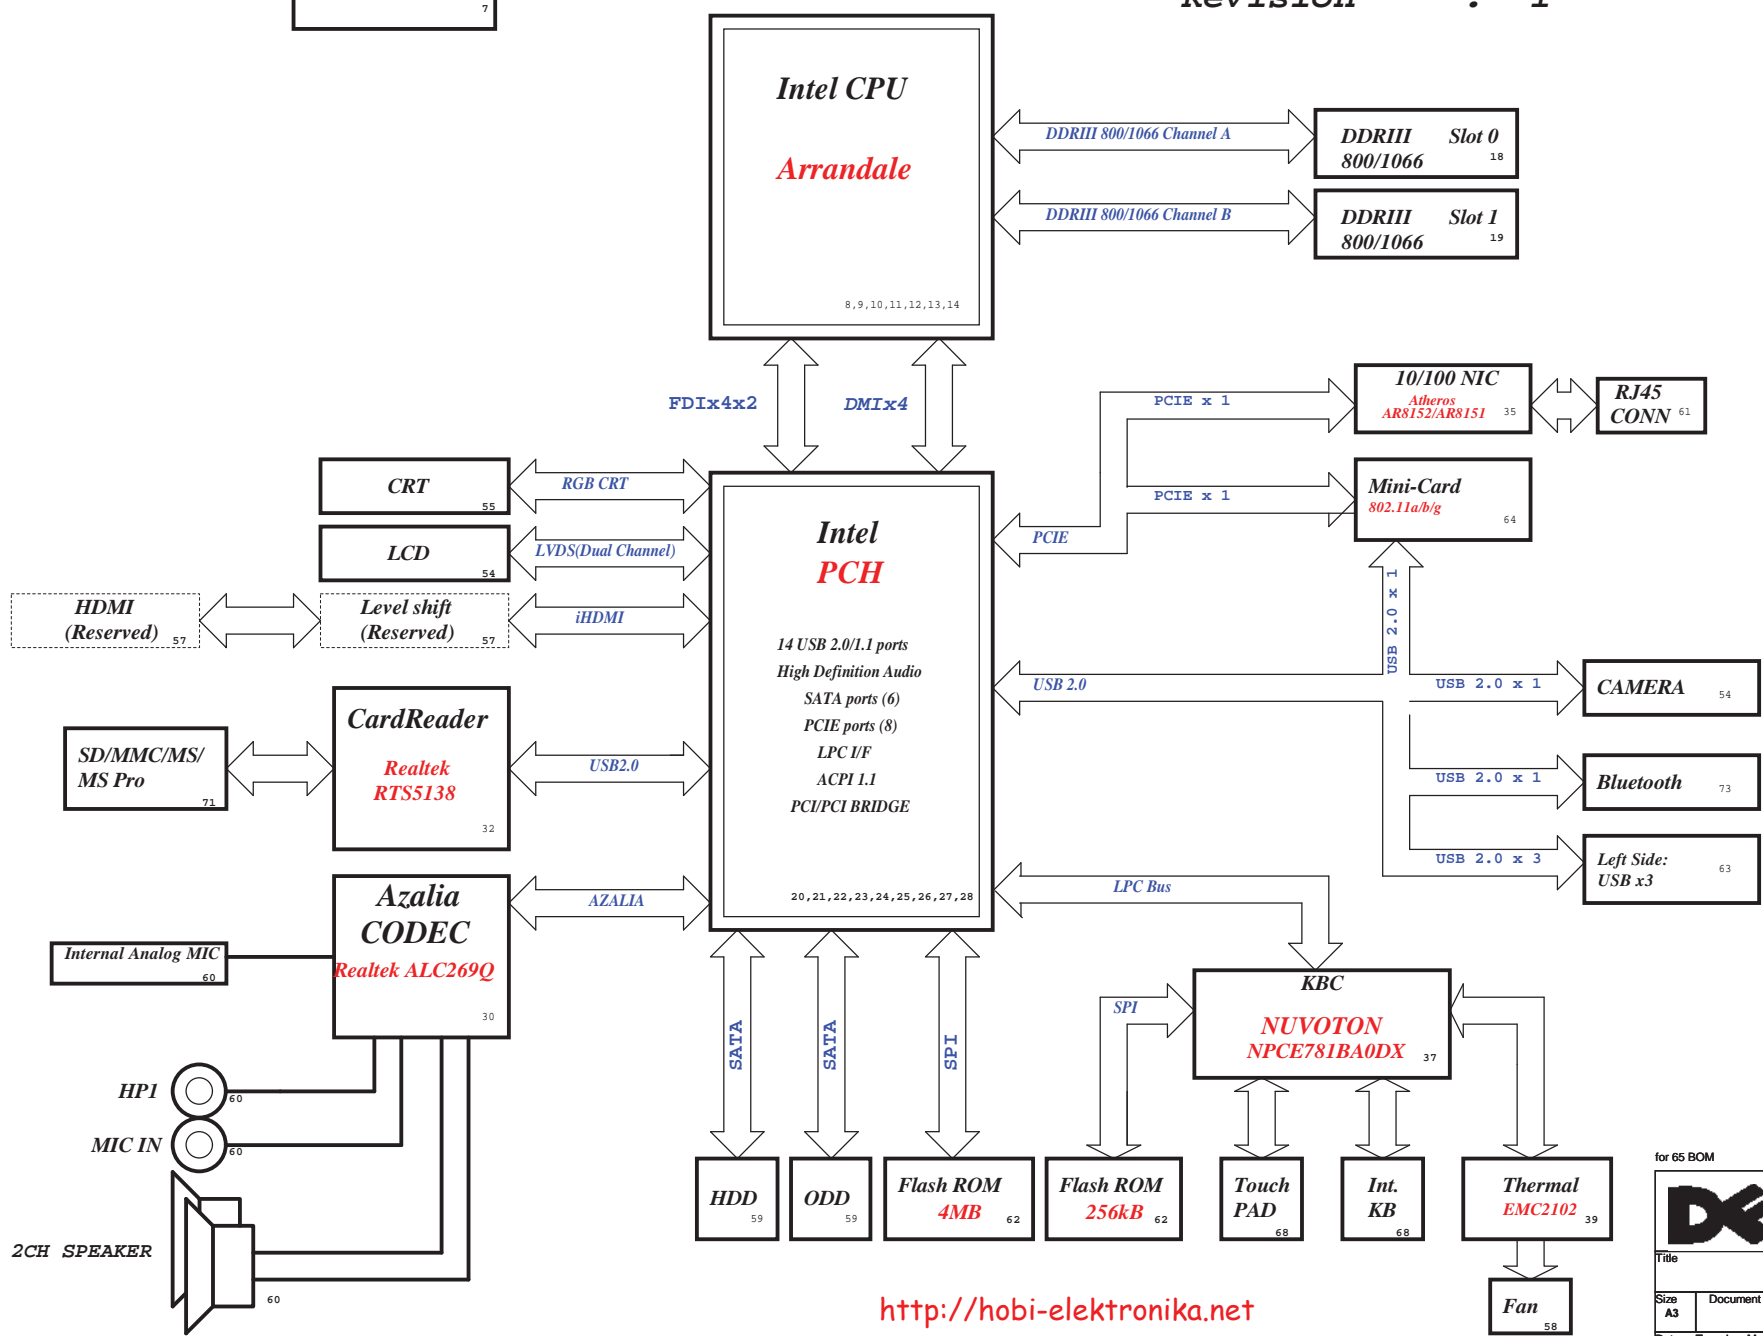 7
Revision : 1
Intel CPU
Arrandale
8,9,10,11,12,13,14
DDRIII 800/1066 Channel A
DDRIII Slot 0
800/1066
18
DDRIII 800/1066 Channel B
DDRIII Slot 1
800/1066
19
FDIx4x2
DMIx4
PCIE x 1
10/100 NIC
Atheros
AR8152/AR8151 35
RJ45
CONN 61
PCIE x 1
Mini-Card
802.11a/b/g
64
PCIE
CRT
55
RGB CRT
LCD
54
LVDS(Dual Channel)
HDMI
(Reserved) 57
Level shift
(Reserved) 57
iHDMI
Intel
PCH
14 USB 2.0/1.1 ports
High Definition Audio
SATA ports (6)
PCIE ports (8)
LPC I/F
ACPI 1.1
PCI/PCI BRIDGE
20,21,22,23,24,25,26,27,28
USB 2.0 x 1
USB 2.0
USB 2.0 x 1
CAMERA 54
USB 2.0 x 1
Bluetooth 73
USB 2.0 x 3
Left Side:
USB x3
63
SD/MMC/MS/
MS Pro
71
CardReader
Realtek
RTS5138
32
USB2.0
Azalia
CODEC
Realtek ALC269Q
30
AZALIA
Internal Analog MIC
60
LPC Bus
KBC
NUVOTON
NPCE781BA0DX 37
SPI
SATA
SATA
SPI
HP1
60
MIC IN
60
2CH SPEAKER
60
HDD
59
ODD
59
Flash ROM
4MB 62
Flash ROM
256kB 62
Touch
PAD
68
Int.
KB
68
Thermal
EMC2102 39
Fan
58
for 65 BOM
Title
Size
A3
Document
http://hobi-elektronika.net